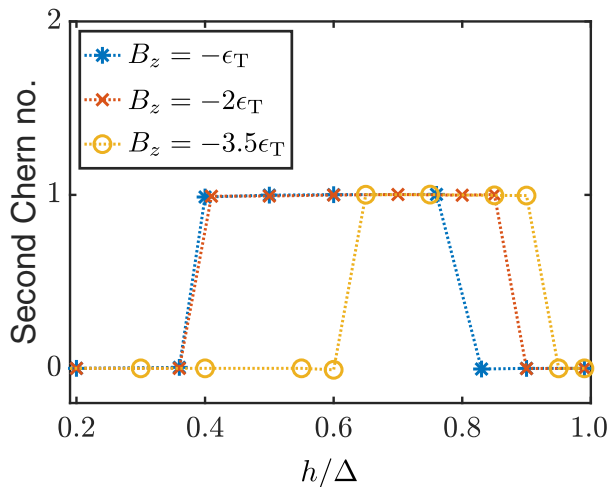 2
1
0
Second Chern no.
B_z = −ϵ_T
B_z = −2ϵ_T
B_z = −3.5ϵ_T
0.2 0.4 0.6 0.8 1.0
h/Δ